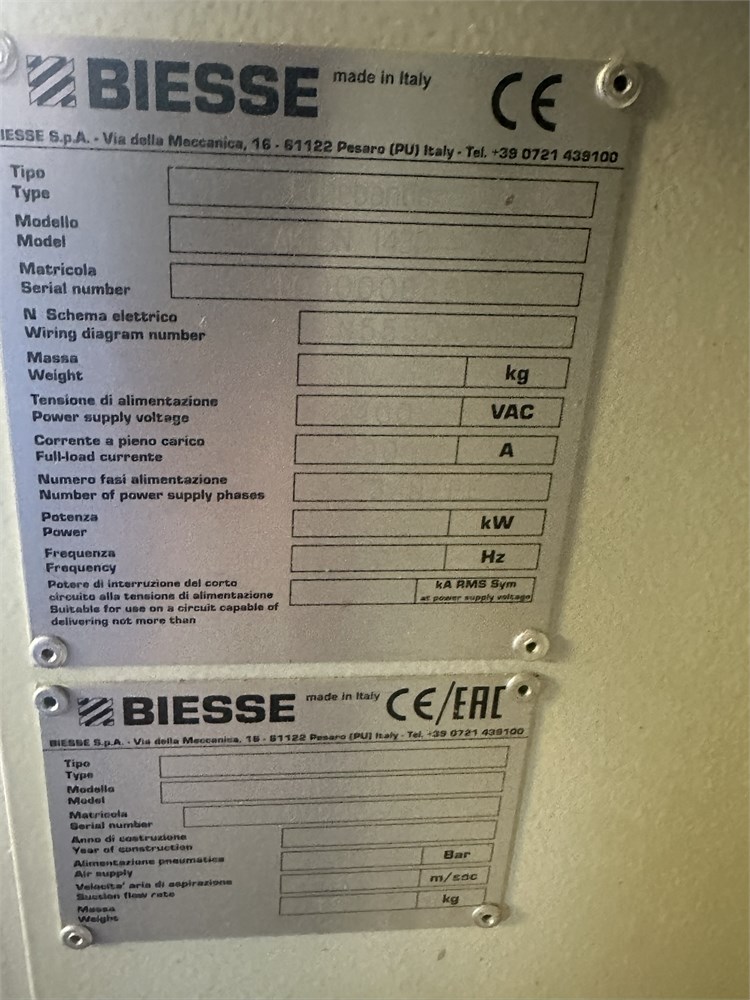 BIESSE made in Italy CE
IESSE S.p.A. - Via della Meccanica, 16 - 61122 Pesaro (PU) Italy - Tel. +39 0721 439100
Tipo
Type
Modello
Model
Matricola
Serial number
N Schema elettrico
Wiring diagram number
Massa
Weight
kg
Tensione di alimentazione
Power supply voltage
VAC
Corrente a pieno carico
Full-load currente
A
Numero fasi alimentazione
Number of power supply phases
Potenza
Power
kW
Frequenza
Frequency
Hz
Potere di interruzione del corto
circuito alla tensione di alimentazione
Suitable for use on a circuit capable of
delivering not more than
kA RMS Sym
at power supply voltage
BIESSE made in Italy CE/EAC
BIESSE S.p.A. - Via della Meccanica, 16 - 61122 Pesaro (PU) Italy - Tel. +39 0721 439100
Tipo
Type
Modello
Model
Matricola
Serial number
Anno di costruzione
Year of construction
Alimentazione pneumatica
Air supply
Bar
Velocita' aria di aspirazione
Suction flow rate
m/sec
Massa
Weight
kg